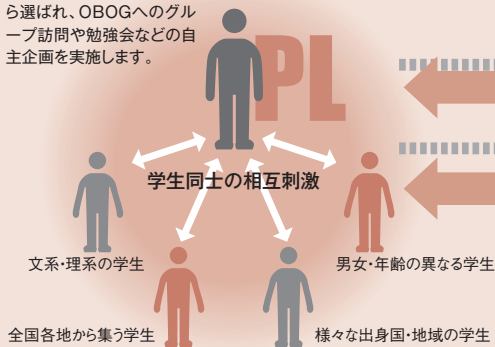 ら選ばれ、OBOGへのグル
ープ訪問や勉強会などの自
主企画を実施します。
PL
学生同士の相互刺激
文系・理系の学生
男女・年齢の異なる学生
全国各地から集う学生
様々な出身国・地域の学生